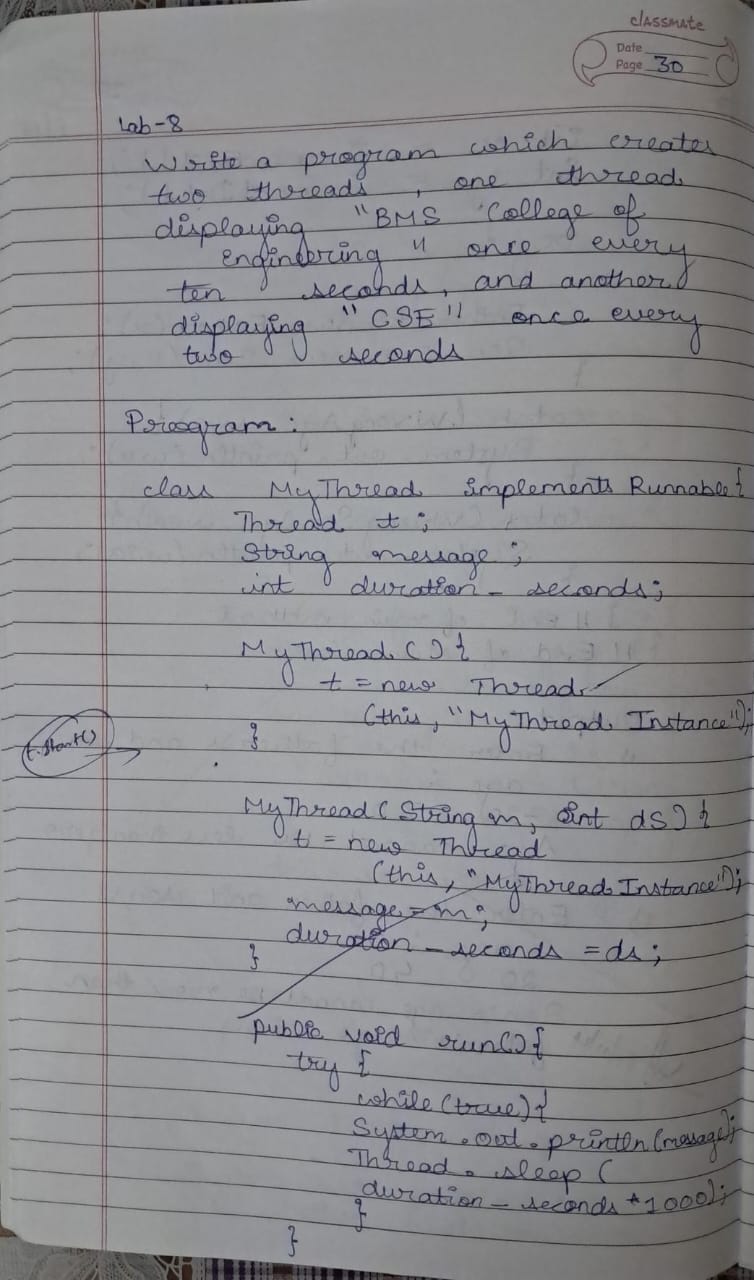 classmate
Date
Page 30
Lab-8
Write a program which creates
two threads, one thread
displaying "BMS College of
Engineering" once every
ten seconds, and another
displaying "CSE" once every
two seconds
Program:
class MyThread implements Runnable{
Thread t;
String message;
int duration_seconds;
MyThread(){
t = new Thread
(this, "MyThread Instance");
}
t.start()
MyThread(String m, int ds){
t = new Thread
(this, "MyThread Instance");
message = m;
duration_seconds = ds;
}
public void run(){
try {
while(true){
System.out.println(message);
Thread.sleep(
duration_seconds*1000);
}
}